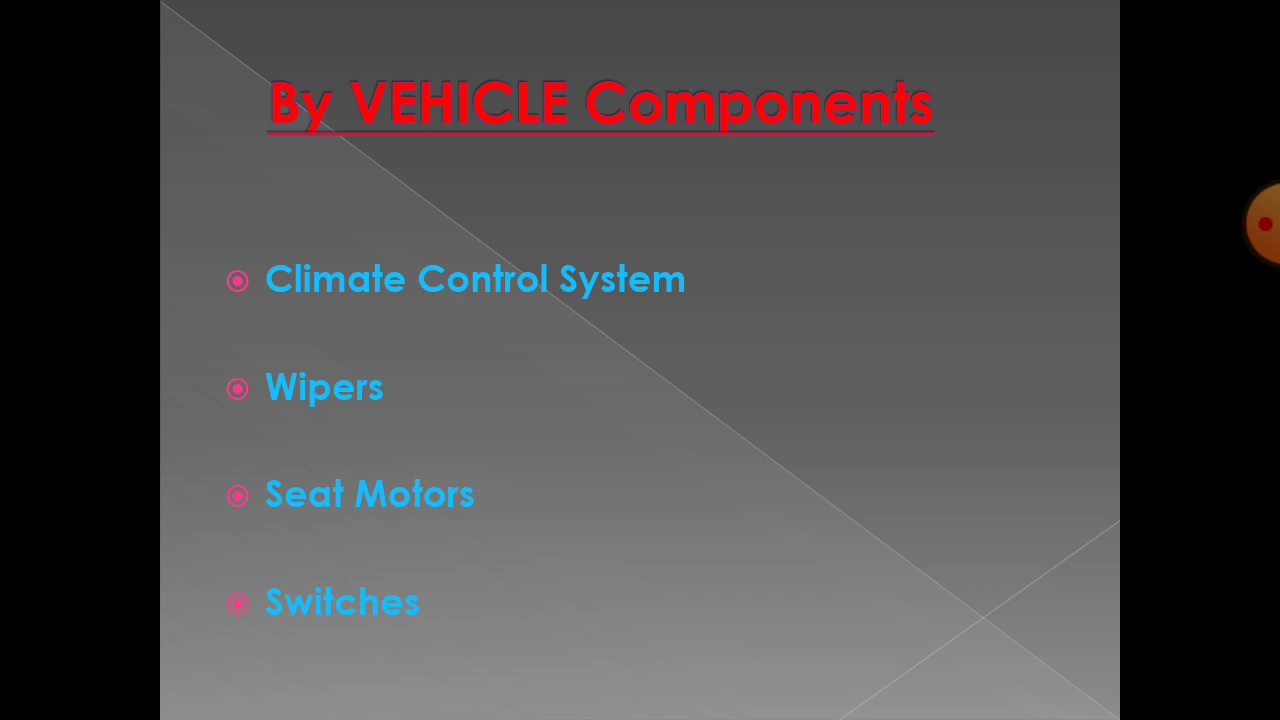 By VEHICLE Components
Climate Control System
Wipers
Seat Motors
Switches